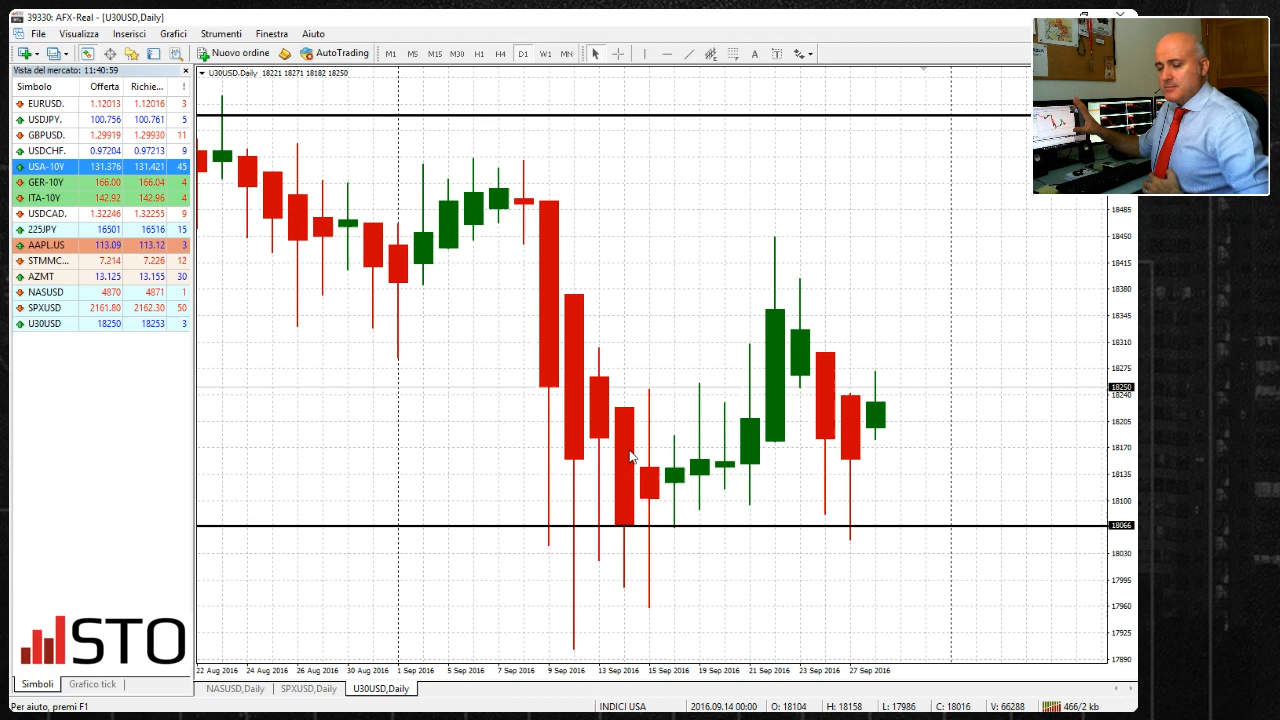 39330: AFX-Real - [U30USD,Daily]
File Visualizza Inserisci Grafici Strumenti Finestra Aiuto
Nuovo ordine AutoTrading M1 M5 M15 M30 H1 H4 D1 W1 MN A T
Vista del mercato: 11:40:59
Simbolo Offerta Richie... !
EURUSD. 1.12013 1.12016 3
USDJPY. 100.756 100.761 5
GBPUSD. 1.29919 1.29930 11
USDCHF. 0.97204 0.97213 9
USA-10Y 131.376 131.421 45
GER-10Y 166.00 166.04 4
ITA-10Y 142.92 142.96 4
USDCAD. 1.32246 1.32255 9
225JPY 16501 16516 15
AAPL.US 113.09 113.12 3
STMMC... 7.214 7.226 12
AZMT 13.125 13.155 30
NASUSD 4870 4871 1
SPXUSD 2161.80 2162.30 50
U30USD 18250 18253 3
STO
Simboli Grafico tick
U30USD,Daily 18221 18271 18182 18250
18485
18450
18415
18380
18345
18310
18275
18250
18240
18205
18170
18135
18100
18066
18030
17995
17960
17925
17890
22 Aug 2016 24 Aug 2016 26 Aug 2016 30 Aug 2016 1 Sep 2016 5 Sep 2016 7 Sep 2016 9 Sep 2016 13 Sep 2016 15 Sep 2016 19 Sep 2016 21 Sep 2016 23 Sep 2016 27 Sep 2016
NASUSD,Daily SPXUSD,Daily U30USD,Daily
Per aiuto, premi F1 INDICI USA 2016.09.14 00:00 O: 18104 H: 18158 L: 17986 C: 18016 V: 66288 466/2 kb